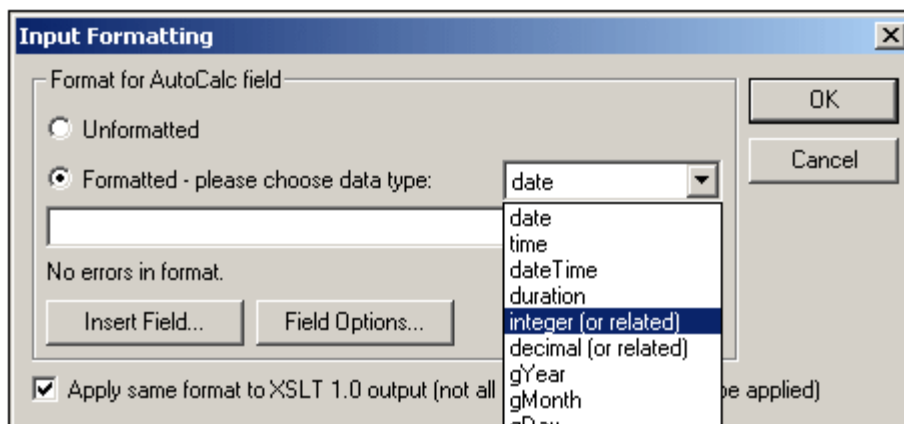 Input Formatting
Format for AutoCalc field
Unformatted
Formatted - please choose data type:
date
OK
Cancel
date
time
dateTime
duration
integer (or related)
decimal (or related)
gYear
gMonth
gDay
No errors in format.
Insert Field...
Field Options...
Apply same format to XSLT 1.0 output (not all
be applied)